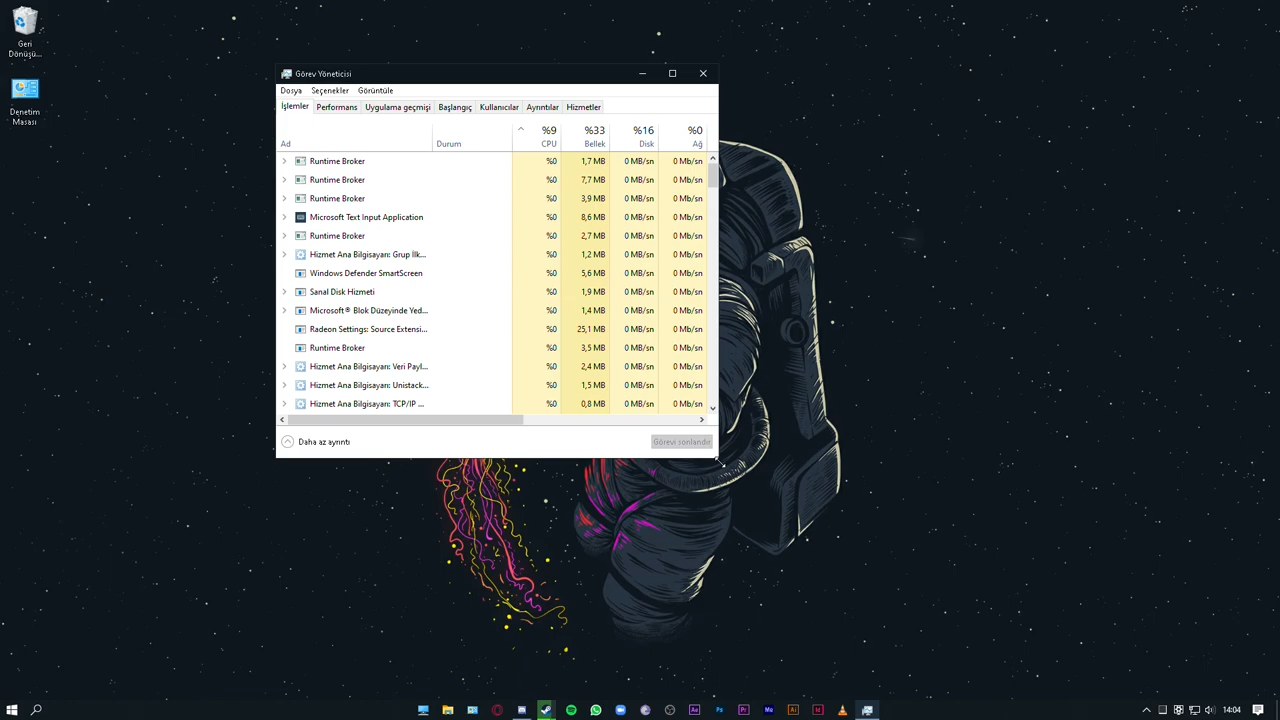 Geri
Dönüşü...
Denetim
Masası
Görev Yöneticisi
Dosya Seçenekler Görüntüle
İşlemler Performans Uygulama geçmişi Başlangıç Kullanıcılar Ayrıntılar Hizmetler
%9 %33 %16 %0
Ad Durum CPU Bellek Disk Ağ
Runtime Broker %0 1,7 MB 0 MB/sn 0 Mb/sn
Runtime Broker %0 7,7 MB 0 MB/sn 0 Mb/sn
Runtime Broker %0 3,9 MB 0 MB/sn 0 Mb/sn
Microsoft Text Input Application %0 8,6 MB 0 MB/sn 0 Mb/sn
Runtime Broker %0 2,7 MB 0 MB/sn 0 Mb/sn
Hizmet Ana Bilgisayarı: Grup İlk... %0 1,2 MB 0 MB/sn 0 Mb/sn
Windows Defender SmartScreen %0 5,6 MB 0 MB/sn 0 Mb/sn
Sanal Disk Hizmeti %0 1,9 MB 0 MB/sn 0 Mb/sn
Microsoft® Blok Düzeyinde Yed... %0 1,4 MB 0 MB/sn 0 Mb/sn
Radeon Settings: Source Extensi... %0 25,1 MB 0 MB/sn 0 Mb/sn
Runtime Broker %0 3,5 MB 0 MB/sn 0 Mb/sn
Hizmet Ana Bilgisayarı: Veri Payl... %0 2,4 MB 0 MB/sn 0 Mb/sn
Hizmet Ana Bilgisayarı: Unistack... %0 1,5 MB 0 MB/sn 0 Mb/sn
Hizmet Ana Bilgisayarı: TCP/IP ... %0 0,8 MB 0 MB/sn 0 Mb/sn
Daha az ayrıntı Görevi sonlandır
Ae Ps Pr Me Ai Id 14:04